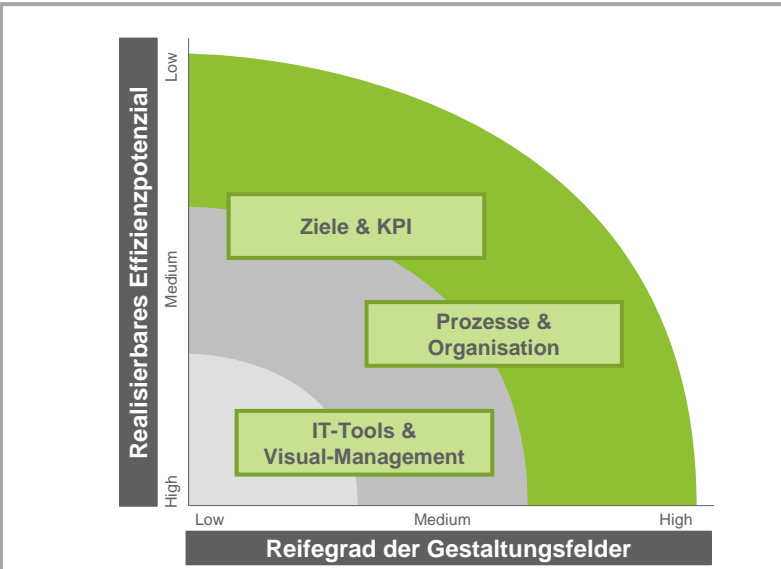 Realisierbares Effizienzpotenzial
Low
Medium
High
Ziele & KPI
Prozesse &
Organisation
IT-Tools &
Visual-Management
Low
Medium
High
Reifegrad der Gestaltungsfelder